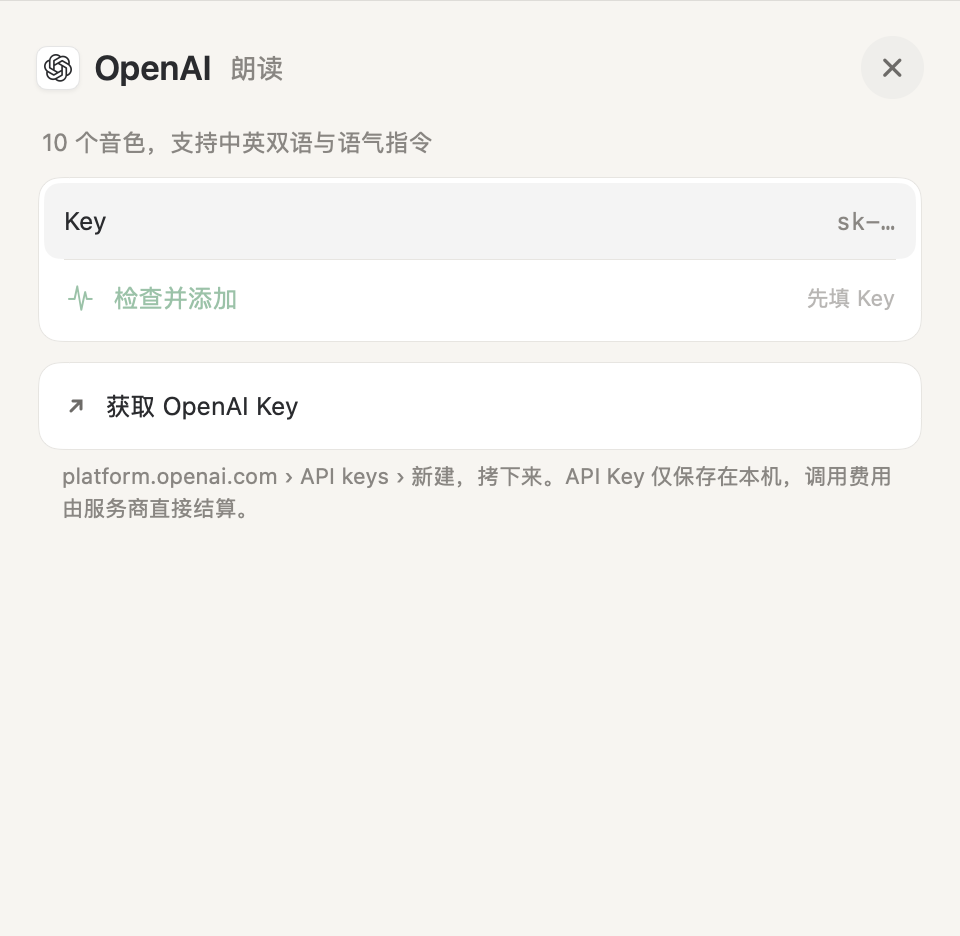 OpenAI 朗读
10 个音色，支持中英双语与语气指令
Key
sk-…
检查并添加
先填 Key
获取 OpenAI Key
platform.openai.com › API keys › 新建，拷下来。API Key 仅保存在本机，调用费用
由服务商直接结算。